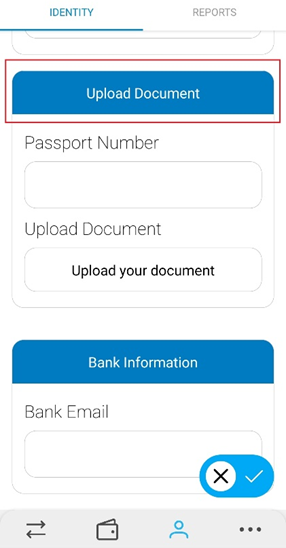 IDENTITY REPORTS
Upload Document
Passport Number
Upload Document
Upload your document
Bank Information
Bank Email